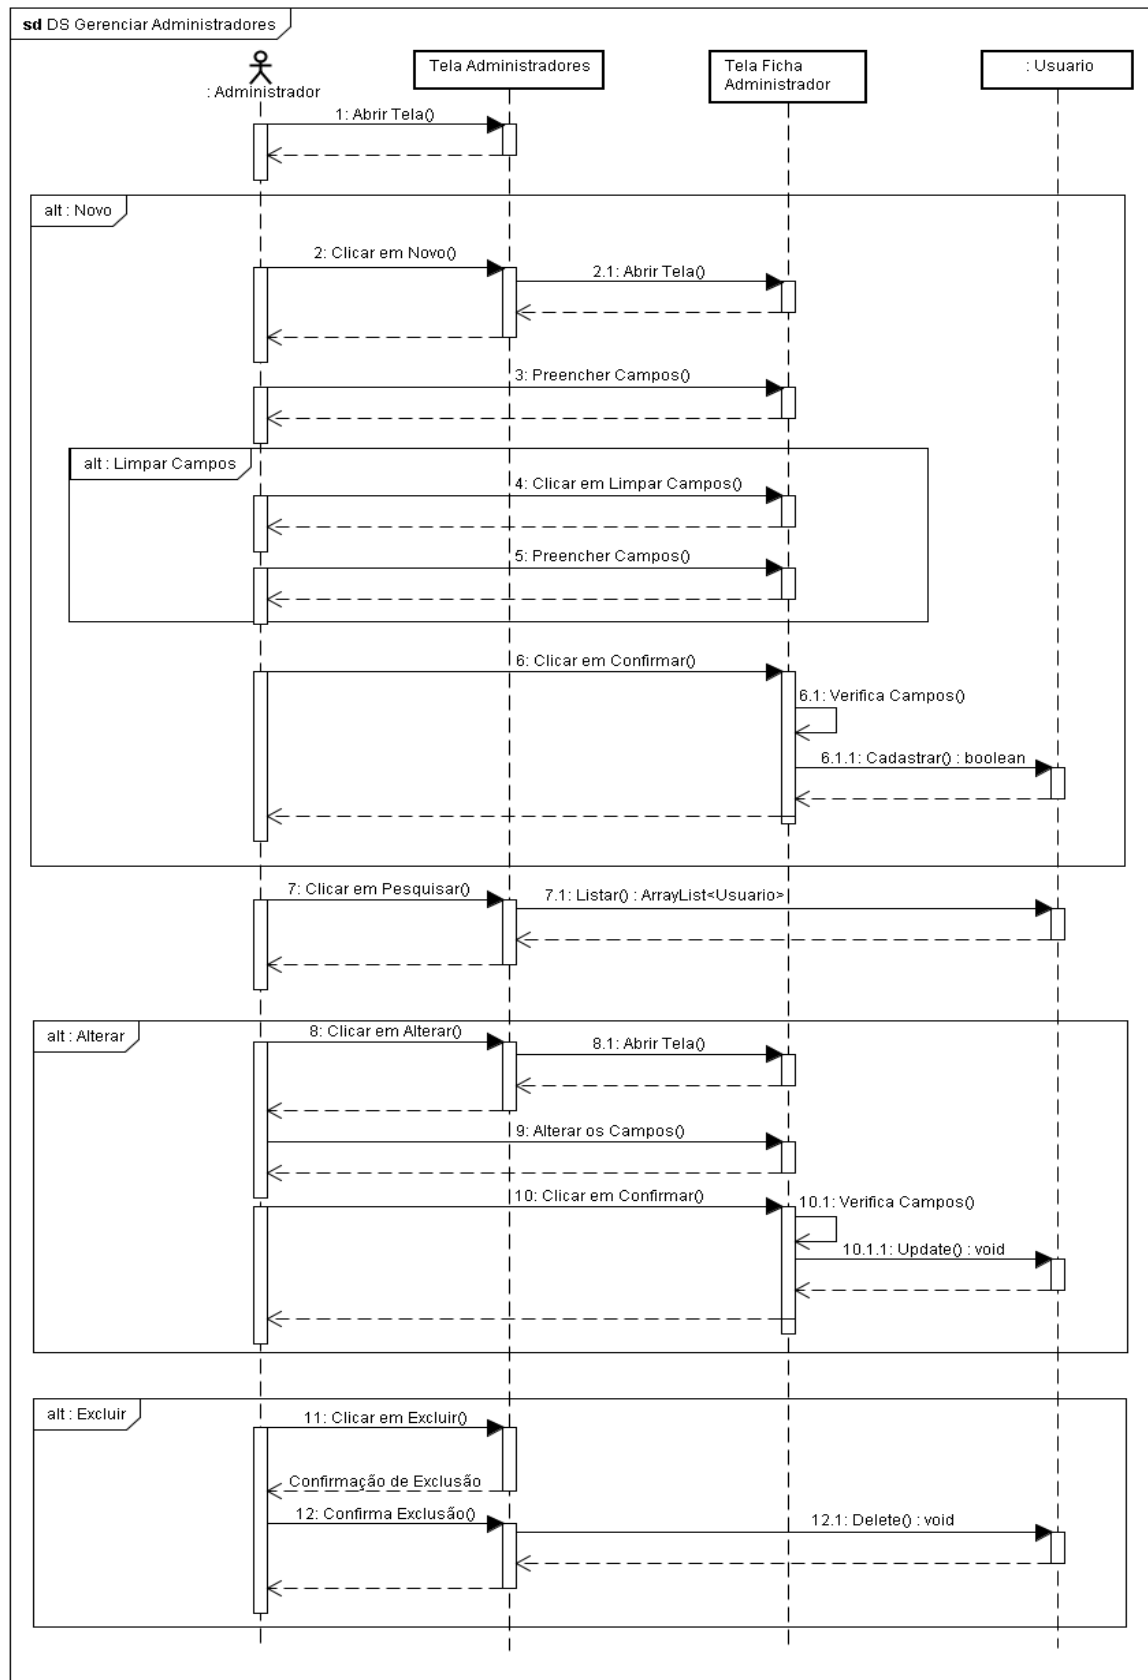 sd DS Gerenciar Administradores
: Administrador
Tela Administradores
Tela Ficha
Administrador
: Usuario
1: Abrir Tela()
alt : Novo
2: Clicar em Novo()
2.1: Abrir Tela()
3: Preencher Campos()
alt : Limpar Campos
4: Clicar em Limpar Campos()
5: Preencher Campos()
6: Clicar em Confirmar()
6.1: Verifica Campos()
6.1.1: Cadastrar() : boolean
7: Clicar em Pesquisar()
7.1: Listar() : ArrayList<Usuario>
alt : Alterar
8: Clicar em Alterar()
8.1: Abrir Tela()
9: Alterar os Campos()
10: Clicar em Confirmar()
10.1: Verifica Campos()
10.1.1: Update() : void
alt : Excluir
11: Clicar em Excluir()
Confirmação de Exclusão
12: Confirma Exclusão()
12.1: Delete() : void